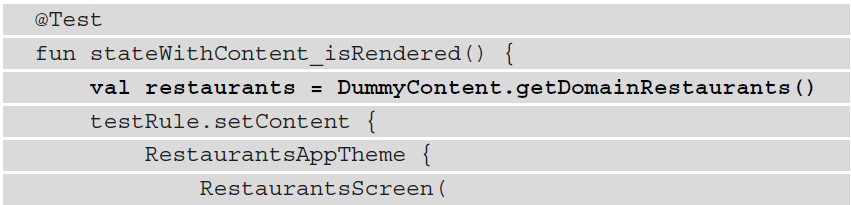 @Test
fun stateWithContent_isRendered() {
    val restaurants = DummyContent.getDomainRestaurants()
    testRule.setContent {
        RestaurantsAppTheme {
            RestaurantsScreen(